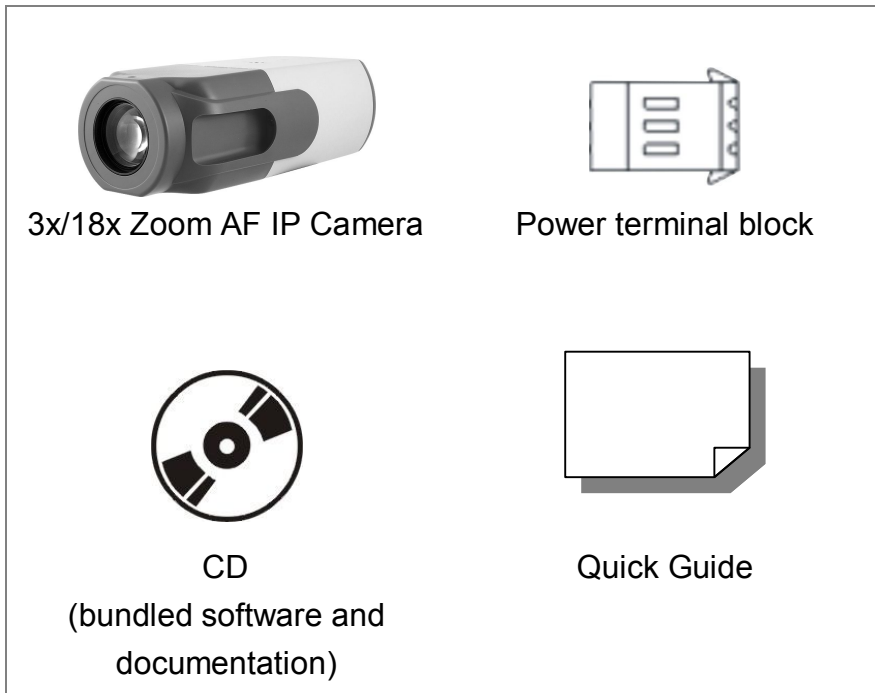 3x/18x Zoom AF IP Camera
Power terminal block
CD
(bundled software and
documentation)
Quick Guide